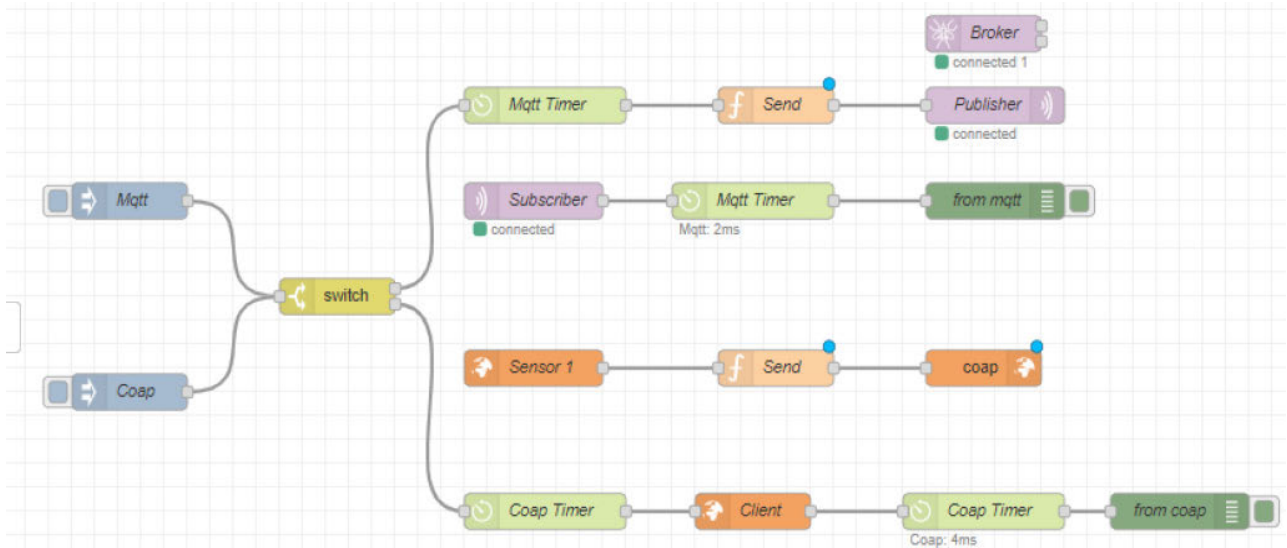 Broker
connected 1
Mqtt Timer
Send
Publisher
connected
Mqtt
Subscriber
Mqtt Timer
from mqtt
connected
Mqtt: 2ms
switch
Sensor 1
Send
coap
Coap
Coap Timer
Client
Coap Timer
from coap
Coap: 4ms